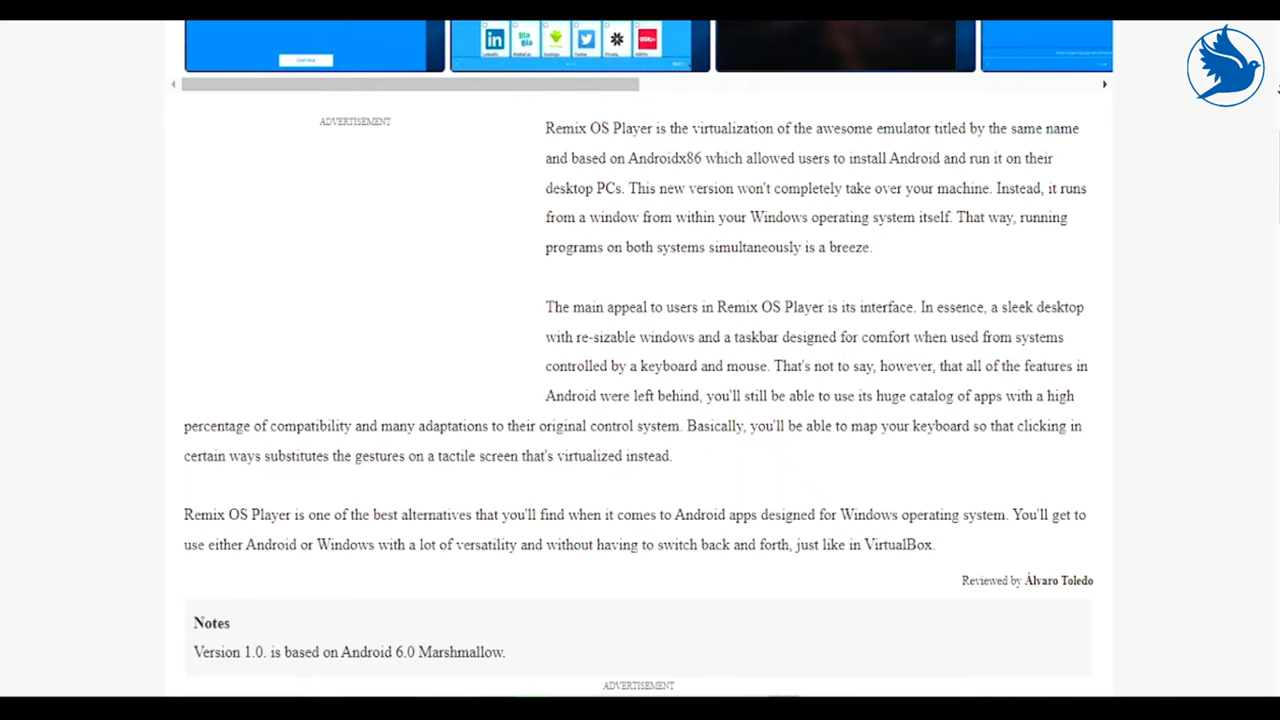 ADVERTISEMENT
Remix OS Player is the virtualization of the awesome emulator titled by the same name
and based on Androidx86 which allowed users to install Android and run it on their
desktop PCs. This new version won't completely take over your machine. Instead, it runs
from a window from within your Windows operating system itself. That way, running
programs on both systems simultaneously is a breeze.
The main appeal to users in Remix OS Player is its interface. In essence, a sleek desktop
with re-sizable windows and a taskbar designed for comfort when used from systems
controlled by a keyboard and mouse. That's not to say, however, that all of the features in
Android were left behind, you'll still be able to use its huge catalog of apps with a high
percentage of compatibility and many adaptations to their original control system. Basically, you'll be able to map your keyboard so that clicking in
certain ways substitutes the gestures on a tactile screen that's virtualized instead.
Remix OS Player is one of the best alternatives that you'll find when it comes to Android apps designed for Windows operating system. You'll get to
use either Android or Windows with a lot of versatility and without having to switch back and forth, just like in VirtualBox.
Reviewed by Álvaro Toledo
Notes
Version 1.0. is based on Android 6.0 Marshmallow.
ADVERTISEMENT